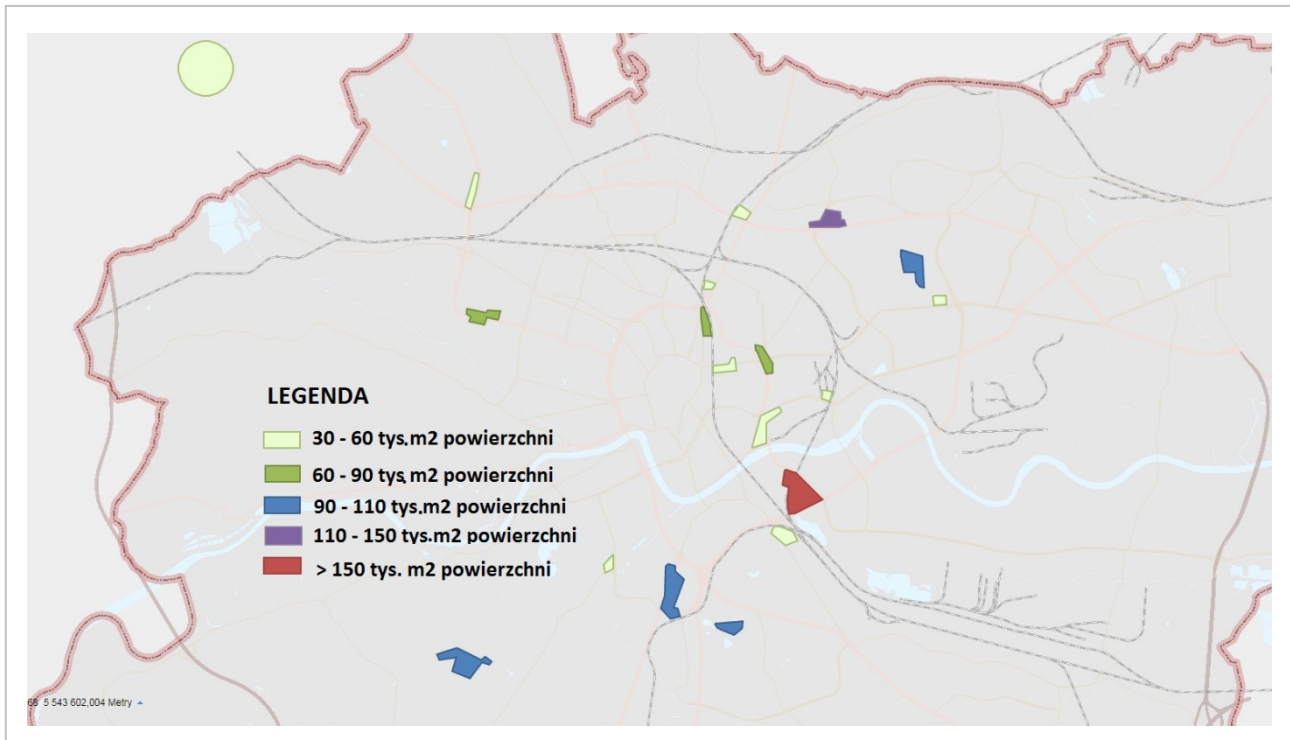 LEGENDA
30 - 60 tys.m2 powierzchni
60 - 90 tys.m2 powierzchni
90 - 110 tys.m2 powierzchni
110 - 150 tys.m2 powierzchni
> 150 tys. m2 powierzchni
68 5 543 602,004 Metry